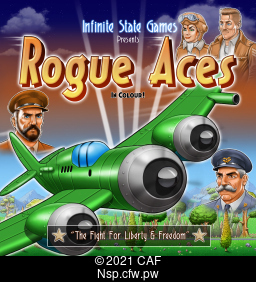 Infinite State Games
Presents
Rogue Aces
in Colour!
"The Fight For Liberty & Freedom"
© 2021 CAF
Nsp.cfw.pw